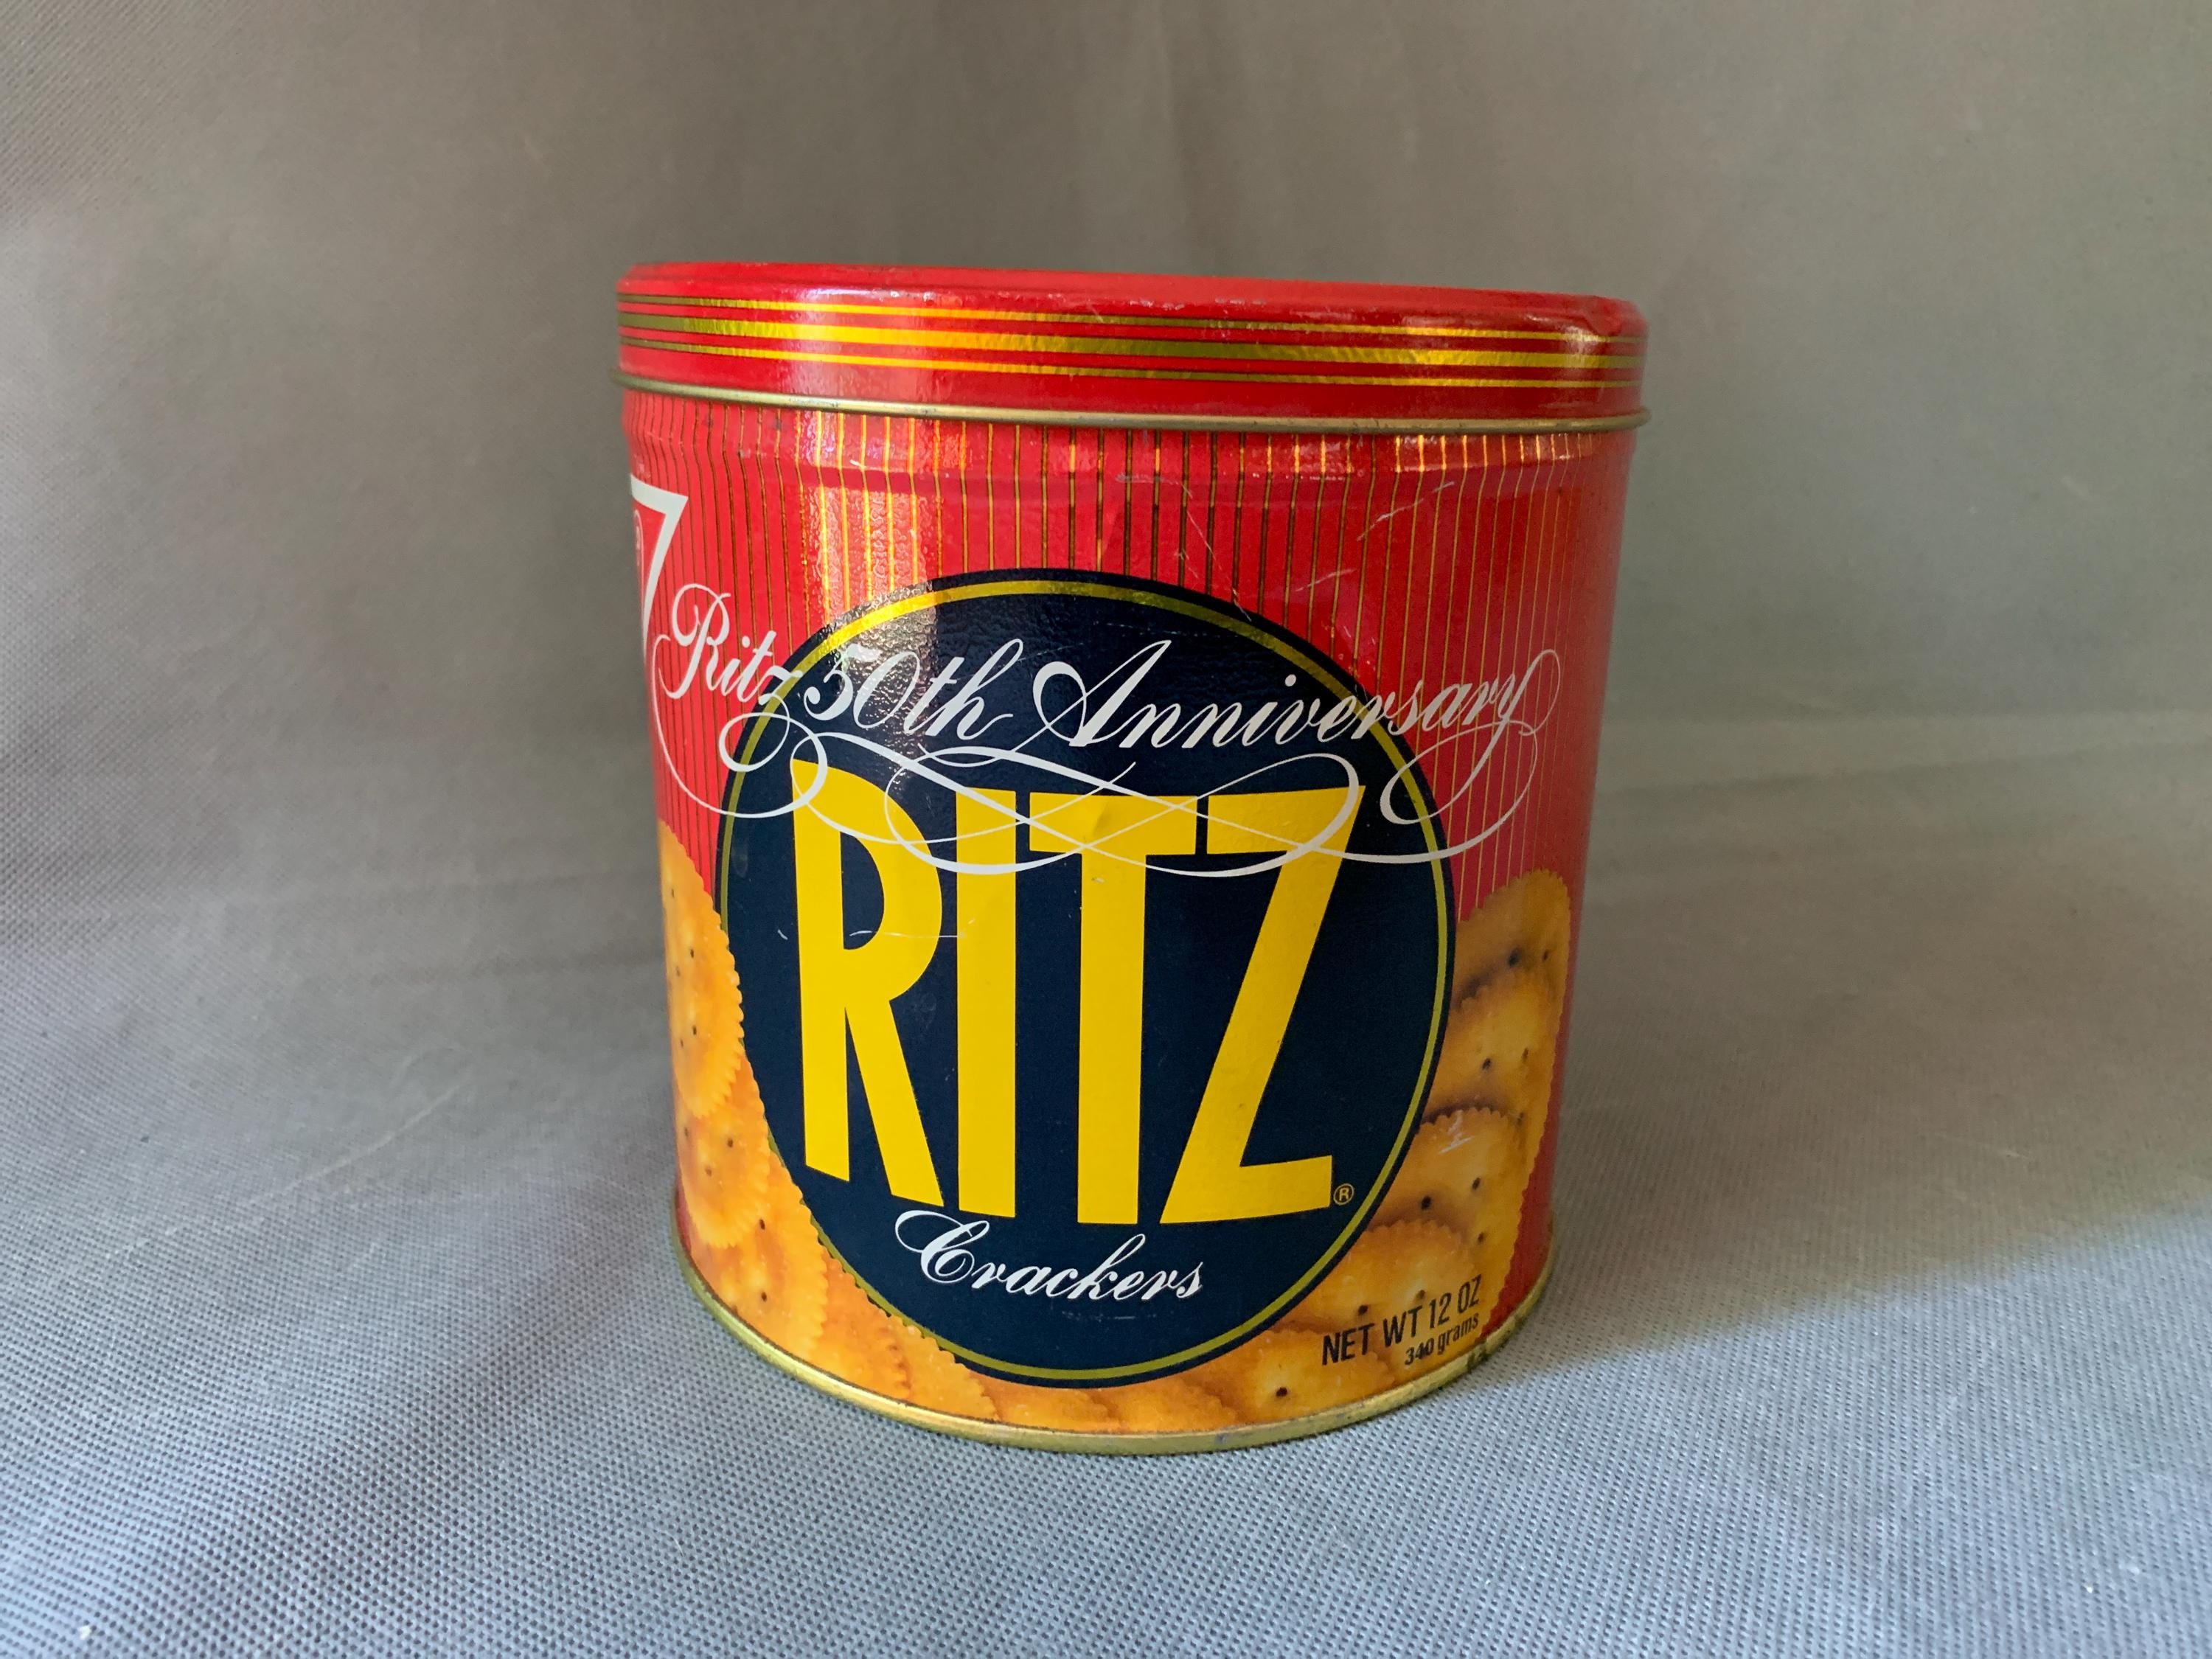 Ritz 50th Anniversary
RITZ®
Crackers
NET WT 12 OZ
340 grams